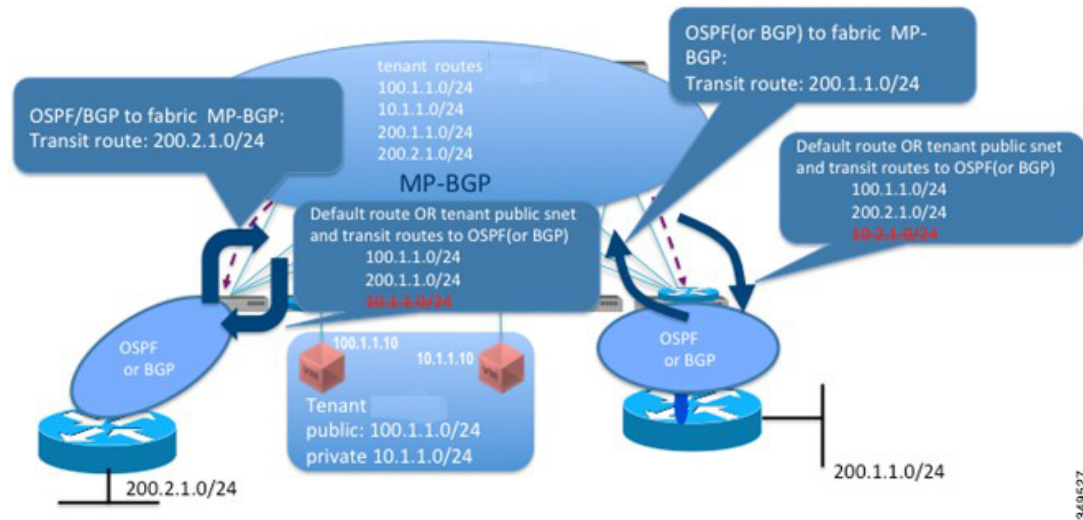 tenant routes
100.1.1.0/24
10.1.1.0/24
200.1.1.0/24
200.2.1.0/24
MP-BGP
OSPF/BGP to fabric MP-BGP:
Transit route: 200.2.1.0/24
OSPF(or BGP) to fabric MP-
BGP:
Transit route: 200.1.1.0/24
Default route OR tenant public snet
and transit routes to OSPF(or BGP)
100.1.1.0/24
200.2.1.0/24
10.2.1.0/24
Default route OR tenant public snet
and transit routes to OSPF(or BGP)
100.1.1.0/24
200.1.1.0/24
10.1.1.0/24
OSPF
or BGP
100.1.1.10
10.1.1.10
VM
VM
Tenant
public: 100.1.1.0/24
private 10.1.1.0/24
OSPF
or BGP
200.2.1.0/24
200.1.1.0/24
349527